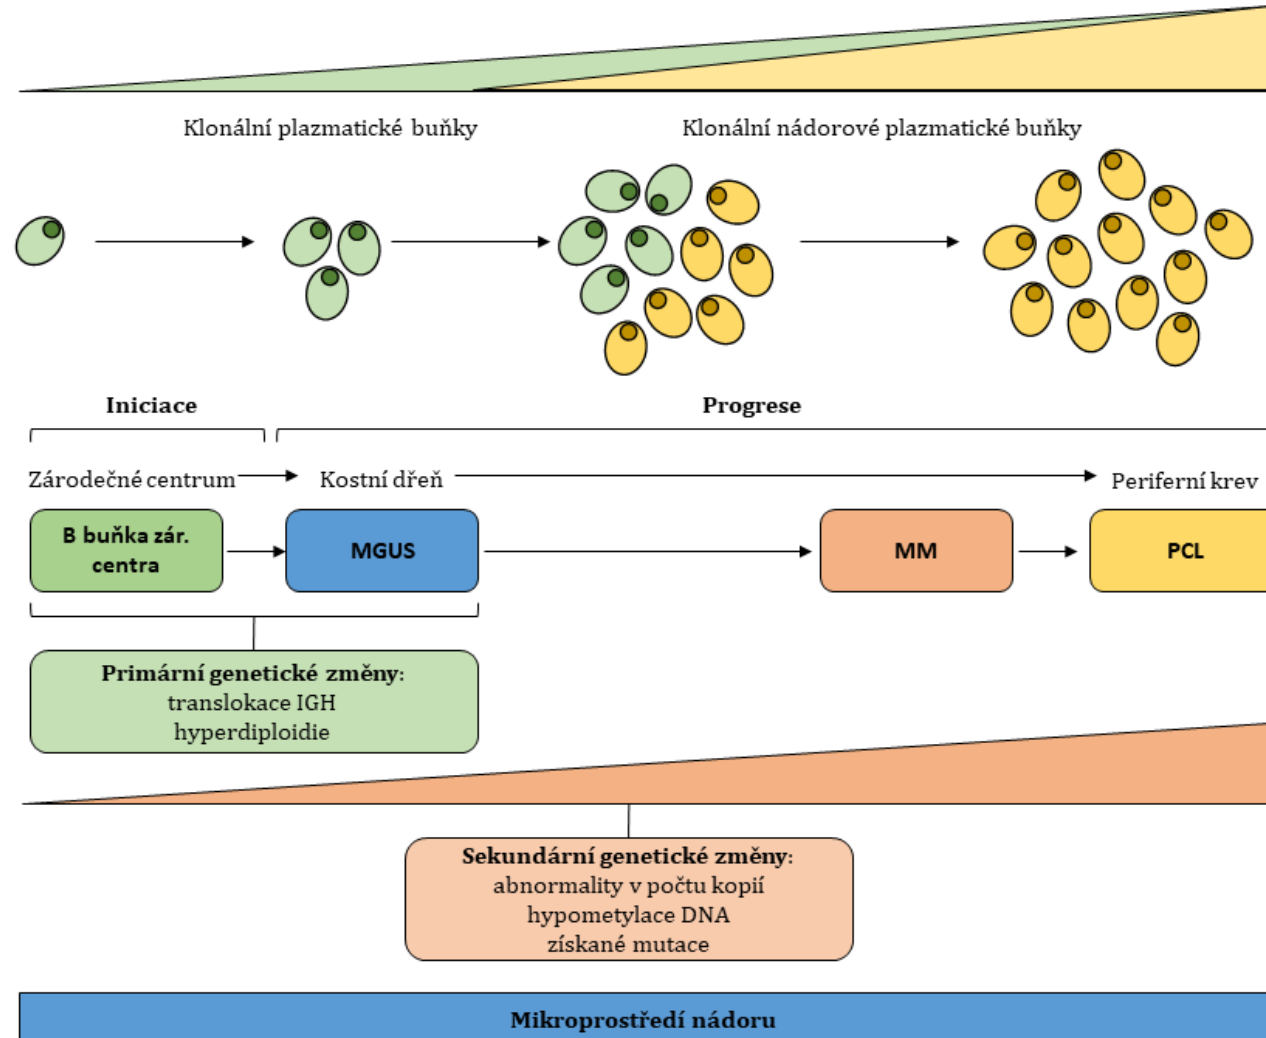 Klonální plazmatické buňky
Klonální nádorové plazmatické buňky
Iniciace
Progrese
Zárodečné centrum
Kostní dřeň
Periferní krev
B buňka zár.
centra
MGUS
MM
PCL
Primární genetické změny:
translokace IGH
hyperdiploidie
Sekundární genetické změny:
abnormality v počtu kopií
hypometylace DNA
získané mutace
Mikroprostředí nádoru